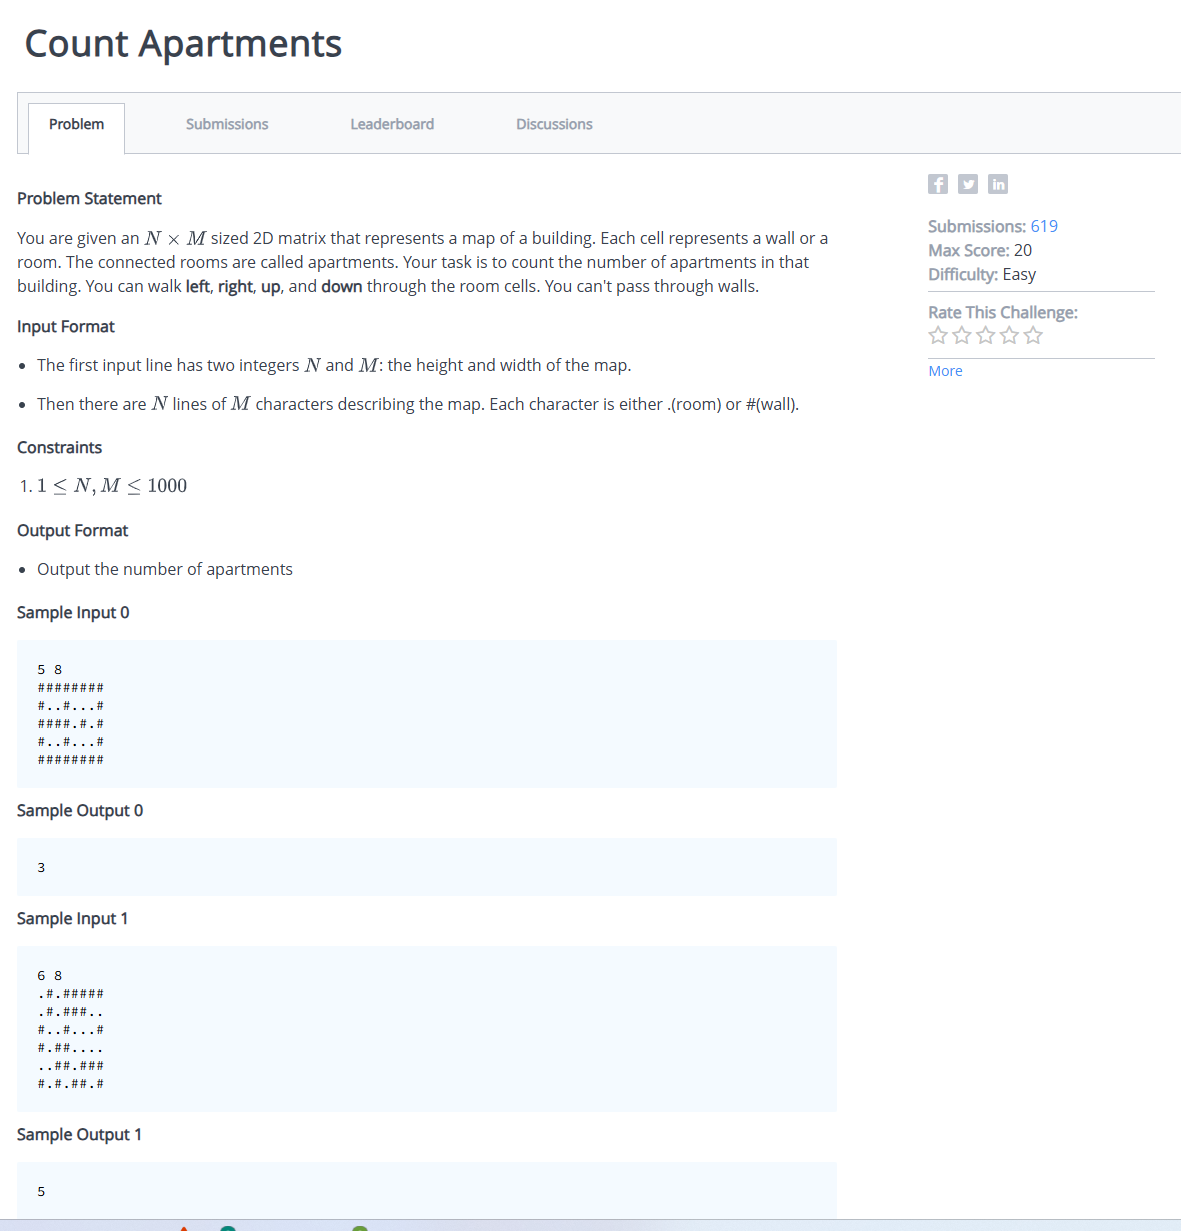 Count Apartments
Problem
Submissions
Leaderboard
Discussions
Problem Statement
You are given an N × M sized 2D matrix that represents a map of a building. Each cell represents a wall or a
room. The connected rooms are called apartments. Your task is to count the number of apartments in that
building. You can walk left, right, up, and down through the room cells. You can't pass through walls.
Input Format
• The first input line has two integers N and M: the height and width of the map.
• Then there are N lines of M characters describing the map. Each character is either .(room) or #(wall).
Constraints
1. 1 ≤ N, M ≤ 1000
Output Format
• Output the number of apartments
Sample Input 0
5 8
########
#..#...#
####.#.#
#..#...#
########
Sample Output 0
3
Sample Input 1
6 8
.#.#####
.#.###..
#..#...#
#.##....
..##.###
#.#.##.#
Sample Output 1
5
Submissions: 619
Max Score: 20
Difficulty: Easy
Rate This Challenge:
More